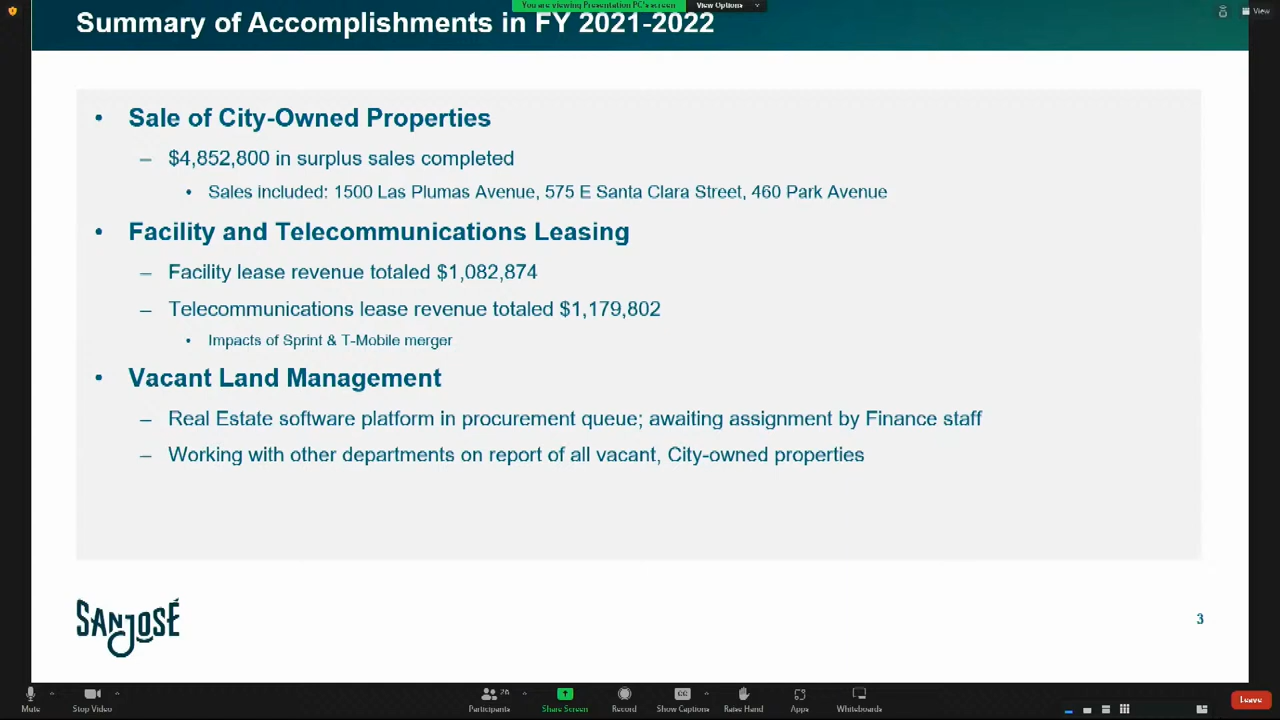 You are viewing Presentation PC's screen View Options
View
Summary of Accomplishments in FY 2021-2022
• Sale of City-Owned Properties
– $4,852,800 in surplus sales completed
• Sales included: 1500 Las Plumas Avenue, 575 E Santa Clara Street, 460 Park Avenue
• Facility and Telecommunications Leasing
– Facility lease revenue totaled $1,082,874
– Telecommunications lease revenue totaled $1,179,802
• Impacts of Sprint & T-Mobile merger
• Vacant Land Management
– Real Estate software platform in procurement queue; awaiting assignment by Finance staff
– Working with other departments on report of all vacant, City-owned properties
SAN JOSÉ
3
Mute Stop Video Participants Share Screen Record Show Captions Raise Hand Apps Whiteboards Leave